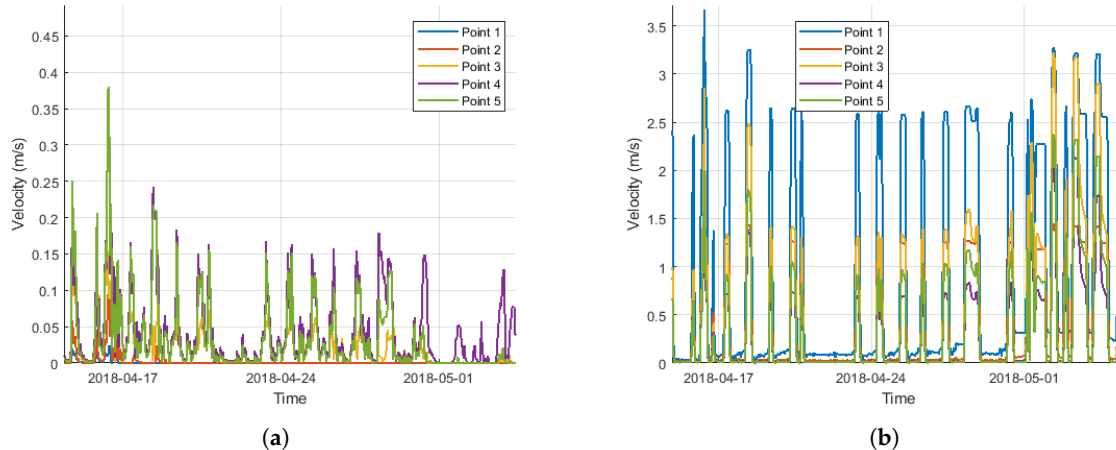 0.45
0.4
0.35
0.3
0.25
0.2
0.15
0.1
0.05
0
Velocity (m/s)
Point 1
Point 2
Point 3
Point 4
Point 5
2018-04-17
2018-04-24
2018-05-01
Time
(a)
3.5
3
2.5
2
1.5
1
0.5
0
Velocity (m/s)
Point 1
Point 2
Point 3
Point 4
Point 5
2018-04-17
2018-04-24
2018-05-01
Time
(b)